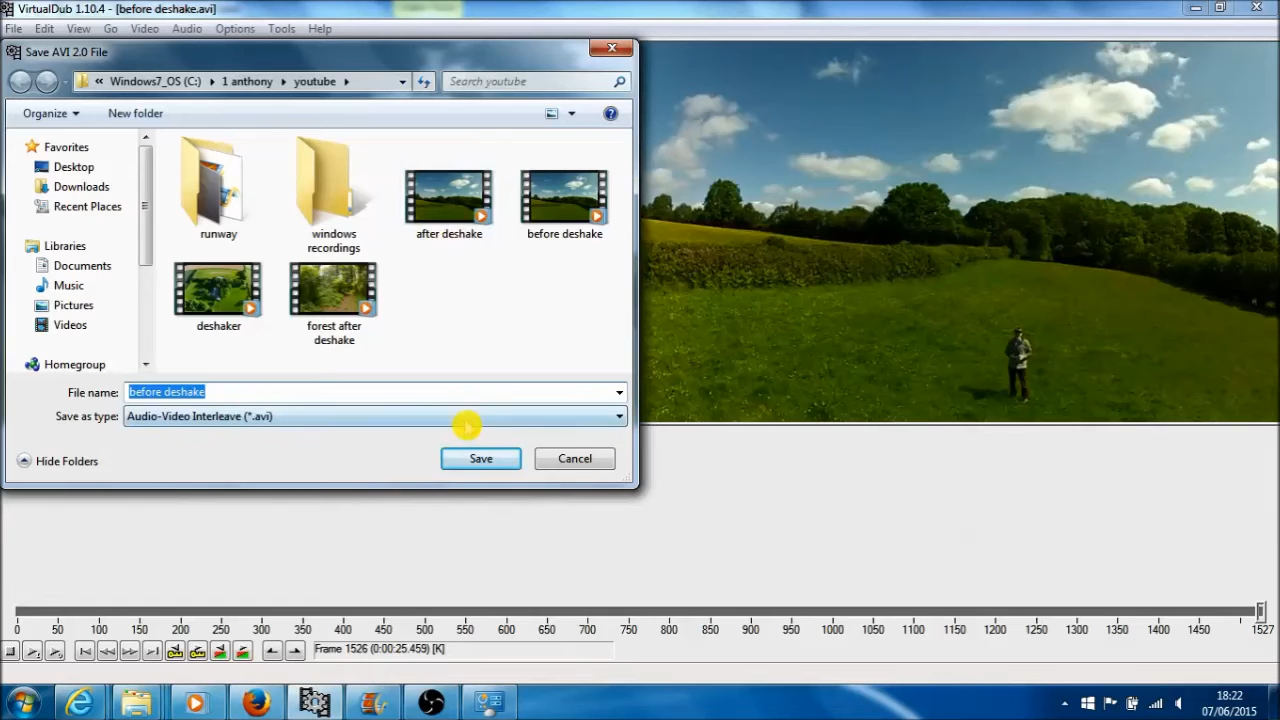 VirtualDub 1.10.4 - [before deshake.avi]
File Edit View Go Video Audio Options Tools Help
Save AVI 2.0 File
« Windows7_OS (C:) 1 anthony youtube
Search youtube
Organize New folder
Favorites
Desktop
Downloads
Recent Places
Libraries
Documents
Music
Pictures
Videos
Homegroup
runway
windows
recordings
after deshake
before deshake
deshaker
forest after
deshake
File name: before deshake
Save as type: Audio-Video Interleave (*.avi)
Hide Folders
Save Cancel
0 50 100 150 200 250 300 350 400 450 500 550 600 650 700 750 800 850 900 950 1000 1050 1100 1150 1200 1250 1300 1350 1400 1450 1527
Frame 1526 (0:00:25.459) [K]
18:22
07/06/2015